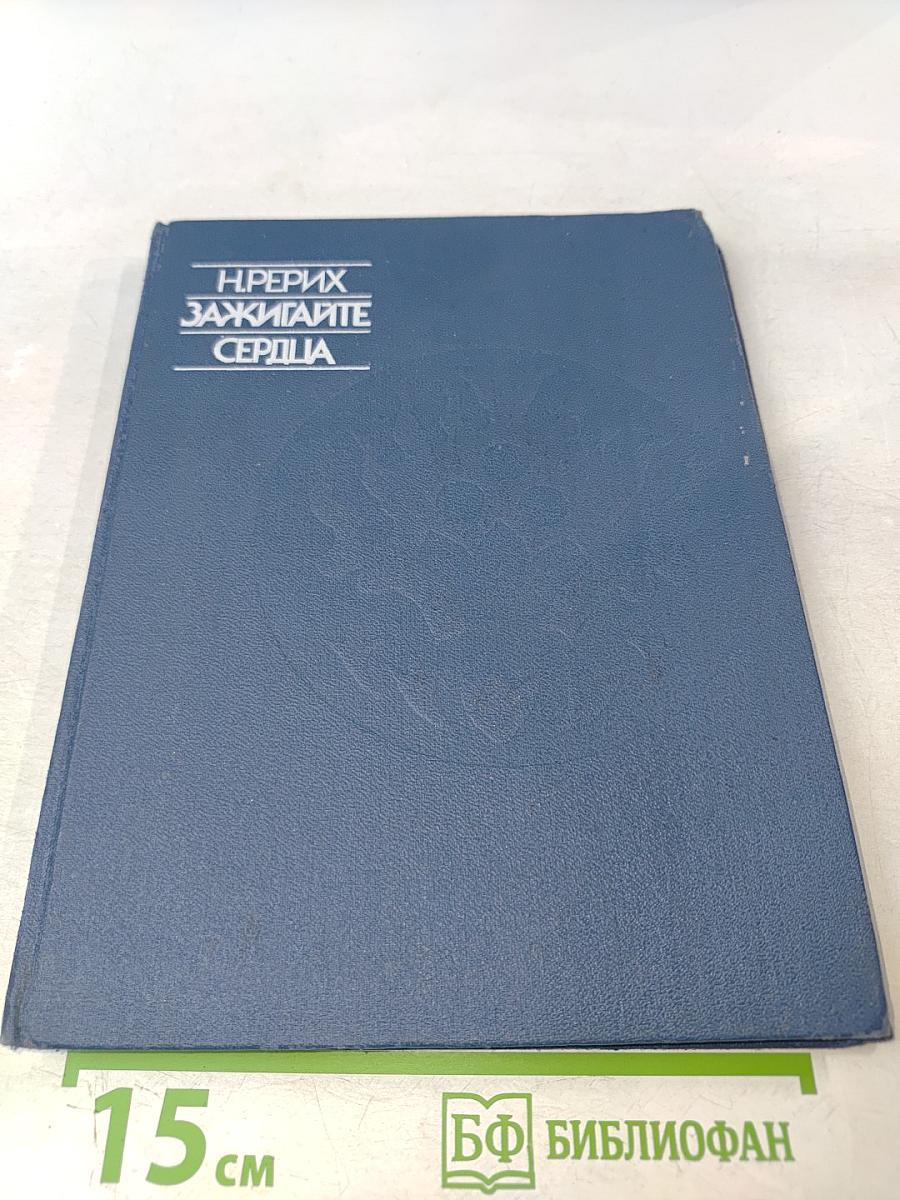 Н.РЕРИХ
ЗАЖИГАЙТЕ
СЕРДЦА
15 см
БФ БИБЛИОФАН